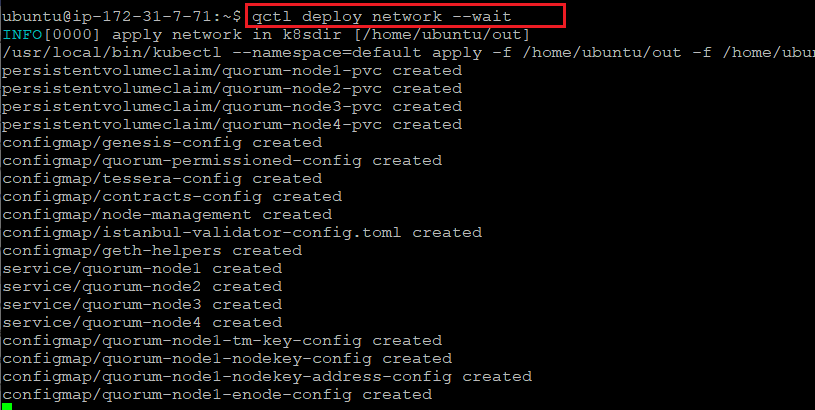 ubuntu@ip-172-31-7-71:~$ qctl deploy network --wait
INFO[0000] apply network in k8sdir [/home/ubuntu/out]
/usr/local/bin/kubectl --namespace=default apply -f /home/ubuntu/out -f /home/ubun
persistentvolumeclaim/quorum-node1-pvc created
persistentvolumeclaim/quorum-node2-pvc created
persistentvolumeclaim/quorum-node3-pvc created
persistentvolumeclaim/quorum-node4-pvc created
configmap/genesis-config created
configmap/quorum-permissioned-config created
configmap/tessera-config created
configmap/contracts-config created
configmap/node-management created
configmap/istanbul-validator-config.toml created
configmap/geth-helpers created
service/quorum-node1 created
service/quorum-node2 created
service/quorum-node3 created
service/quorum-node4 created
configmap/quorum-node1-tm-key-config created
configmap/quorum-node1-nodekey-config created
configmap/quorum-node1-nodekey-address-config created
configmap/quorum-node1-enode-config created